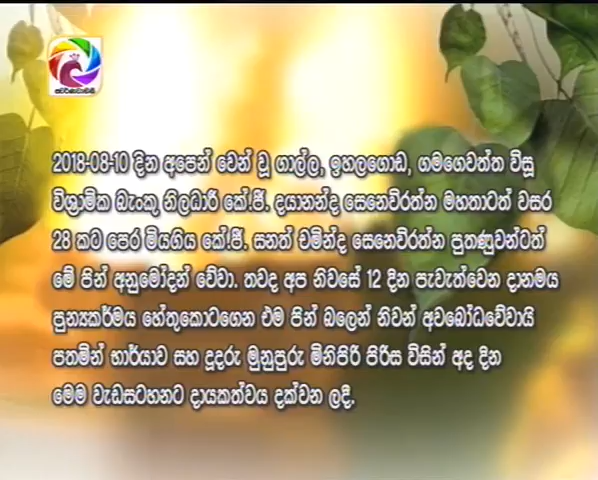 ස්වර්ණවාහිනී
2018-08-10 දින අපෙන් වෙන් වූ ගාල්ල, ඉහලගොඩ, ගමගෙවත්ත විසූ
විශ්‍රාමික බැංකු නිලධාරී කේ.ජී. දයානන්ද සෙනෙවිරත්න මහතාටත් වසර
28 කට පෙර මියගිය කේ.ජී. සනත් චමින්ද සෙනෙවිරත්න පුතණුවන්ටත්
මේ පින් අනුමෝදන් වේවා. තවද අප නිවසේ 12 දින පැවැත්වෙන දානමය
පුන්‍යකර්මය හේතුකොටගෙන එම පින් බලෙන් නිවන් අවබෝධවේවායි
පතමින් භාර්යාව සහ දූදරු මුනුපුරු මිනිපිරි පිරිස විසින් අද දින
මෙම වැඩසටහනට දායකත්වය දක්වන ලදී.